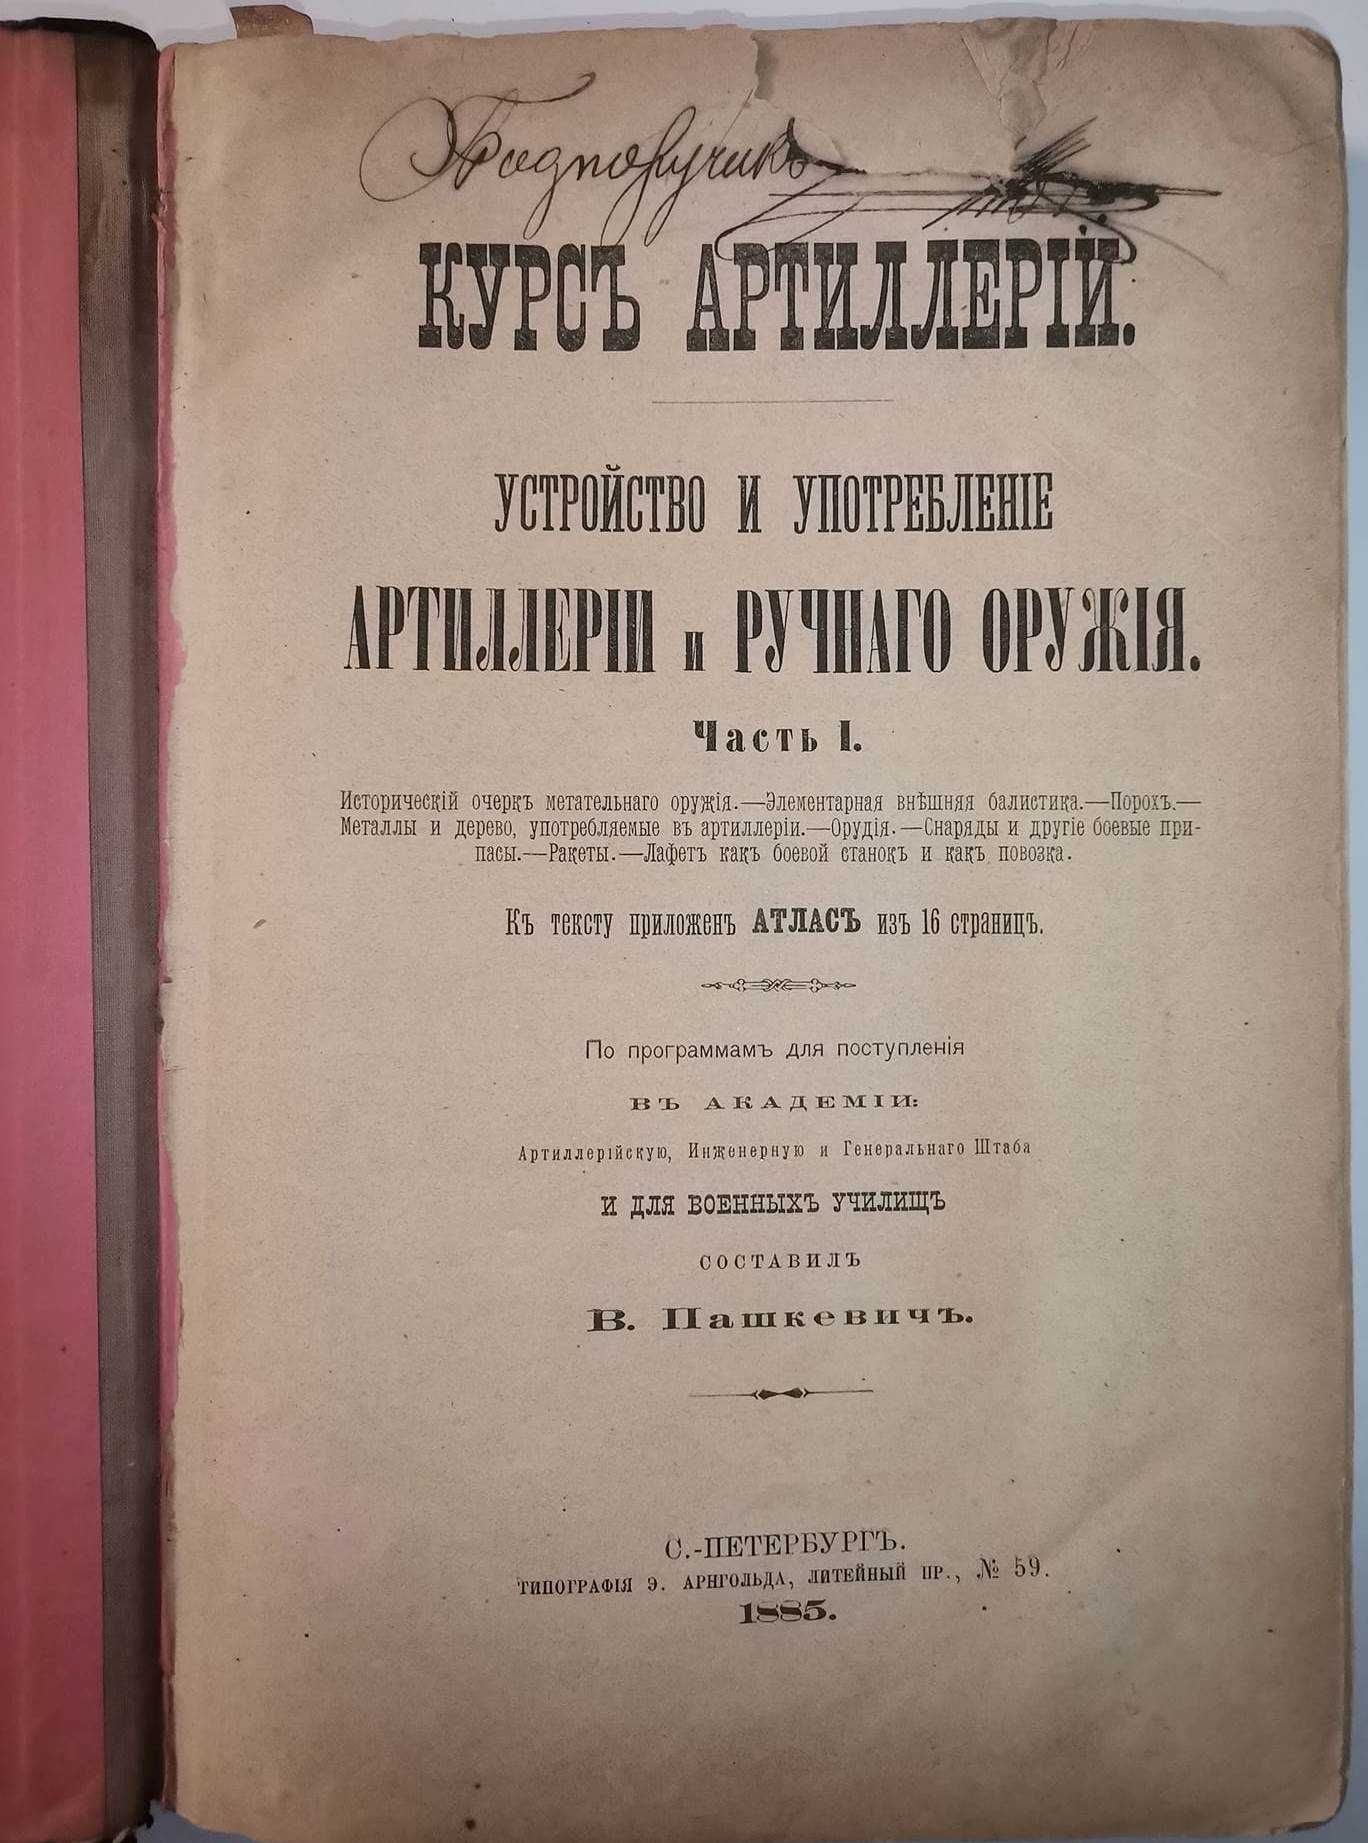 Подпоручикъ
КУРСЪ АРТИЛЛЕРІЙ.
УСТРОЙСТВО И УПОТРЕБЛЕНІЕ
АРТИЛЛЕРІИ и РУЧНАГО ОРУЖІЯ.
Часть I.
Историческій очеркъ метательнаго оружія.—Элементарная внѣшняя балистика.—Порохъ.—
Металлы и дерево, употребляемые въ артиллеріи.—Орудія.—Снаряды и другіе боевые при-
пасы.—Ракеты.—Лафетъ какъ боевой станокъ и какъ повозка.
Къ тексту приложенъ АТЛАСЪ изъ 16 страницъ.
По программамъ для поступленія
ВЪ АКАДЕМІИ:
Артиллерійскую, Инженерную и Генеральнаго Штаба
И ДЛЯ ВОЕННЫХЪ УЧИЛИЩЪ
СОСТАВИЛЪ
В. Пашкевичъ.
С.-ПЕТЕРБУРГЪ.
ТИПОГРАФІЯ Э. АРНГОЛЬДА, ЛИТЕЙНЫЙ ПР., № 59.
1885.